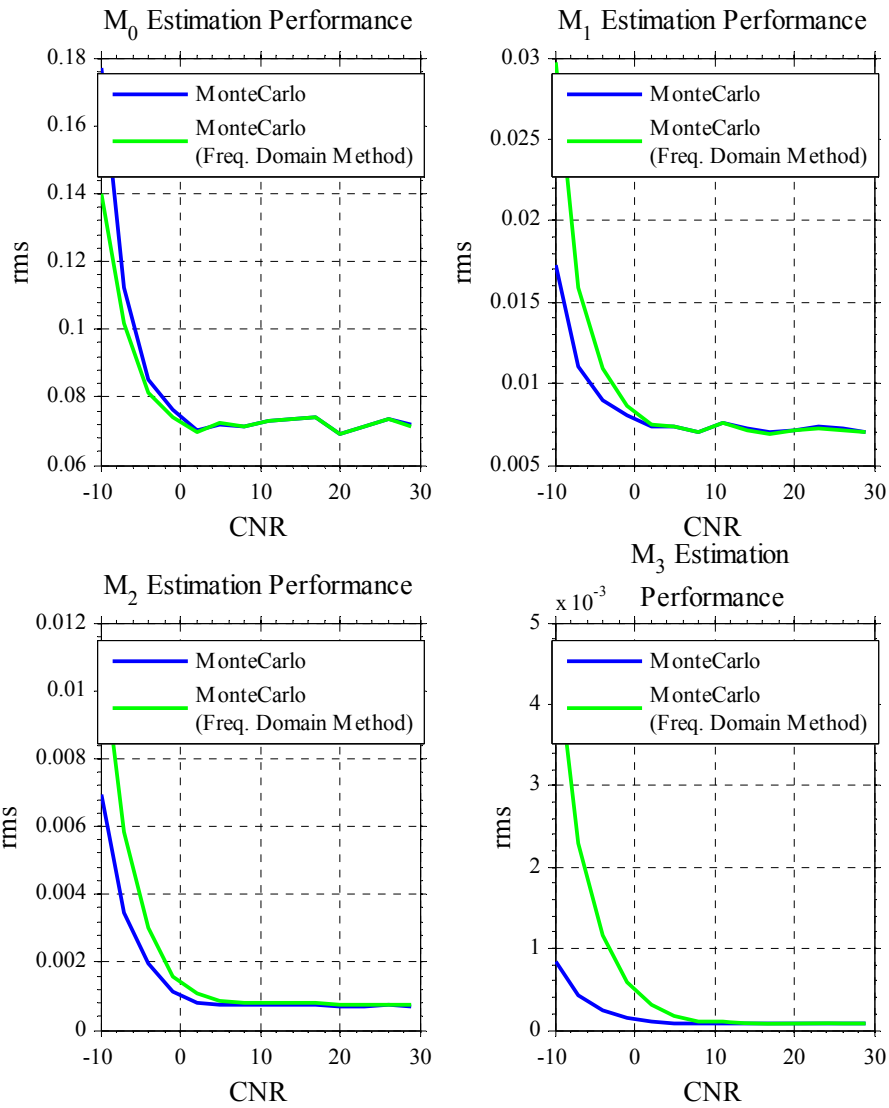 M0 Estimation Performance
0.18
0.16
0.14
0.12
0.1
0.08
0.06
rms
MonteCarlo
MonteCarlo
(Freq. Domain Method)
-10 0 10 20 30
CNR
M1 Estimation Performance
0.03
0.025
0.02
0.015
0.01
0.005
rms
MonteCarlo
MonteCarlo
(Freq. Domain Method)
-10 0 10 20 30
CNR
M2 Estimation Performance
0.012
0.01
0.008
0.006
0.004
0.002
0
rms
MonteCarlo
MonteCarlo
(Freq. Domain Method)
-10 0 10 20 30
CNR
M3 Estimation
Performance
x 10-3
5
4
3
2
1
0
rms
MonteCarlo
MonteCarlo
(Freq. Domain Method)
-10 0 10 20 30
CNR